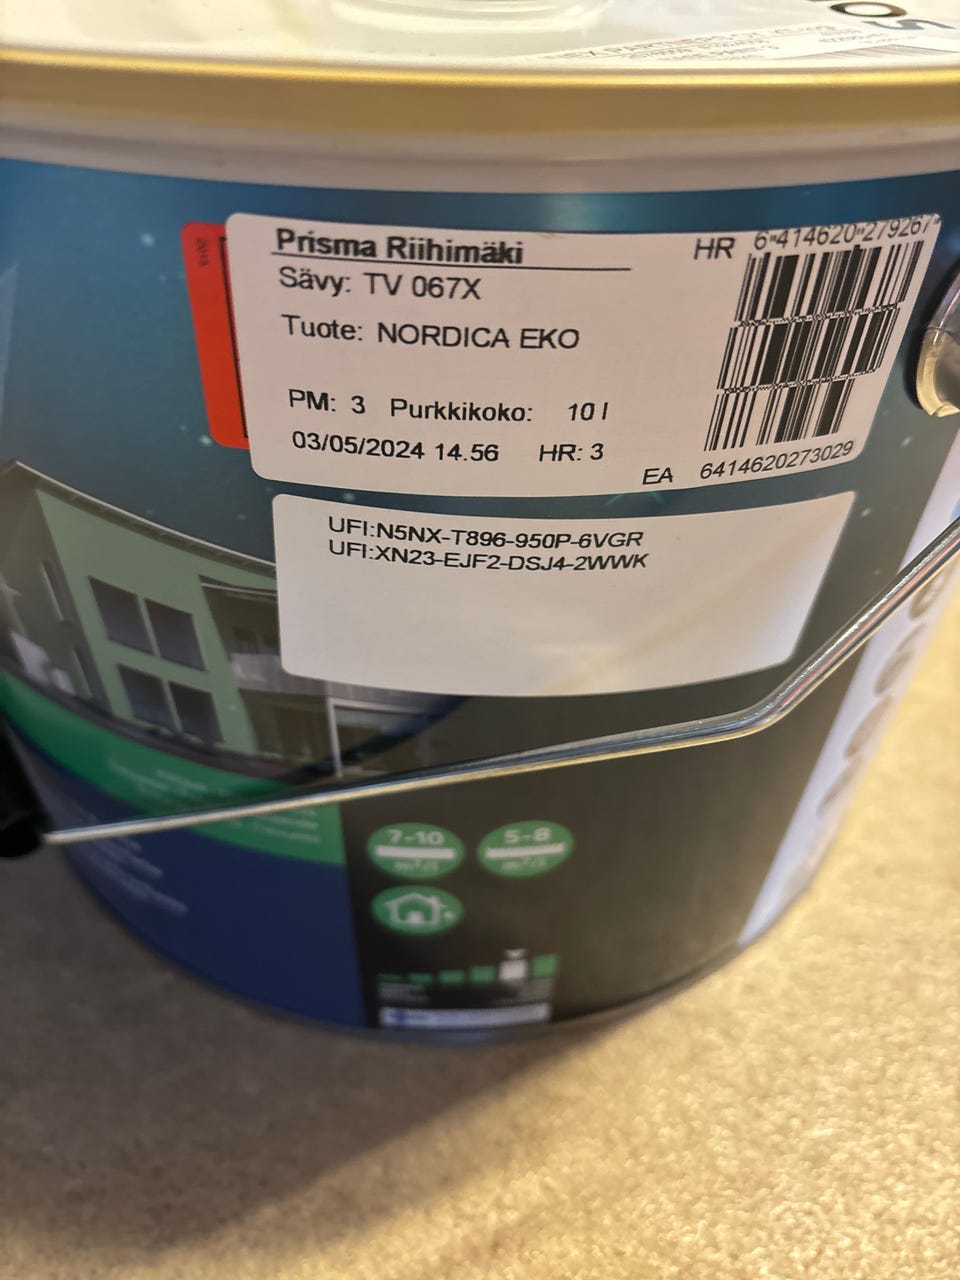 Prisma Riihimäki
Sävy: TV 067X
Tuote: NORDICA EKO
PM: 3 Purkkikoko: 10 l
03/05/2024 14.56 HR: 3
HR 6"414620"279267
EA 6414620273029
UFI:N5NX-T896-950P-6VGR
UFI:XN23-EJF2-DSJ4-2WWK
7-10 5-8
m²/l m²/l